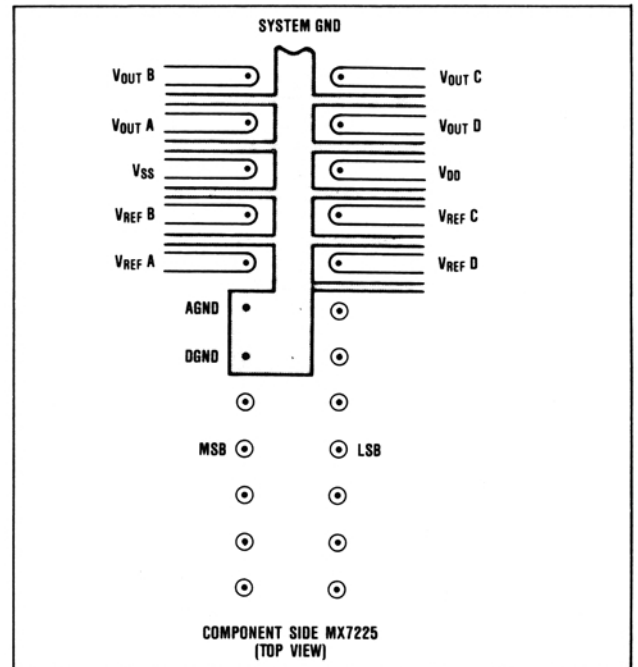 SYSTEM GND
VOUT B
VOUT C
VOUT A
VOUT D
VSS
VDD
VREF B
VREF C
VREF A
VREF D
AGND
DGND
MSB
LSB
COMPONENT SIDE MX7225
(TOP VIEW)